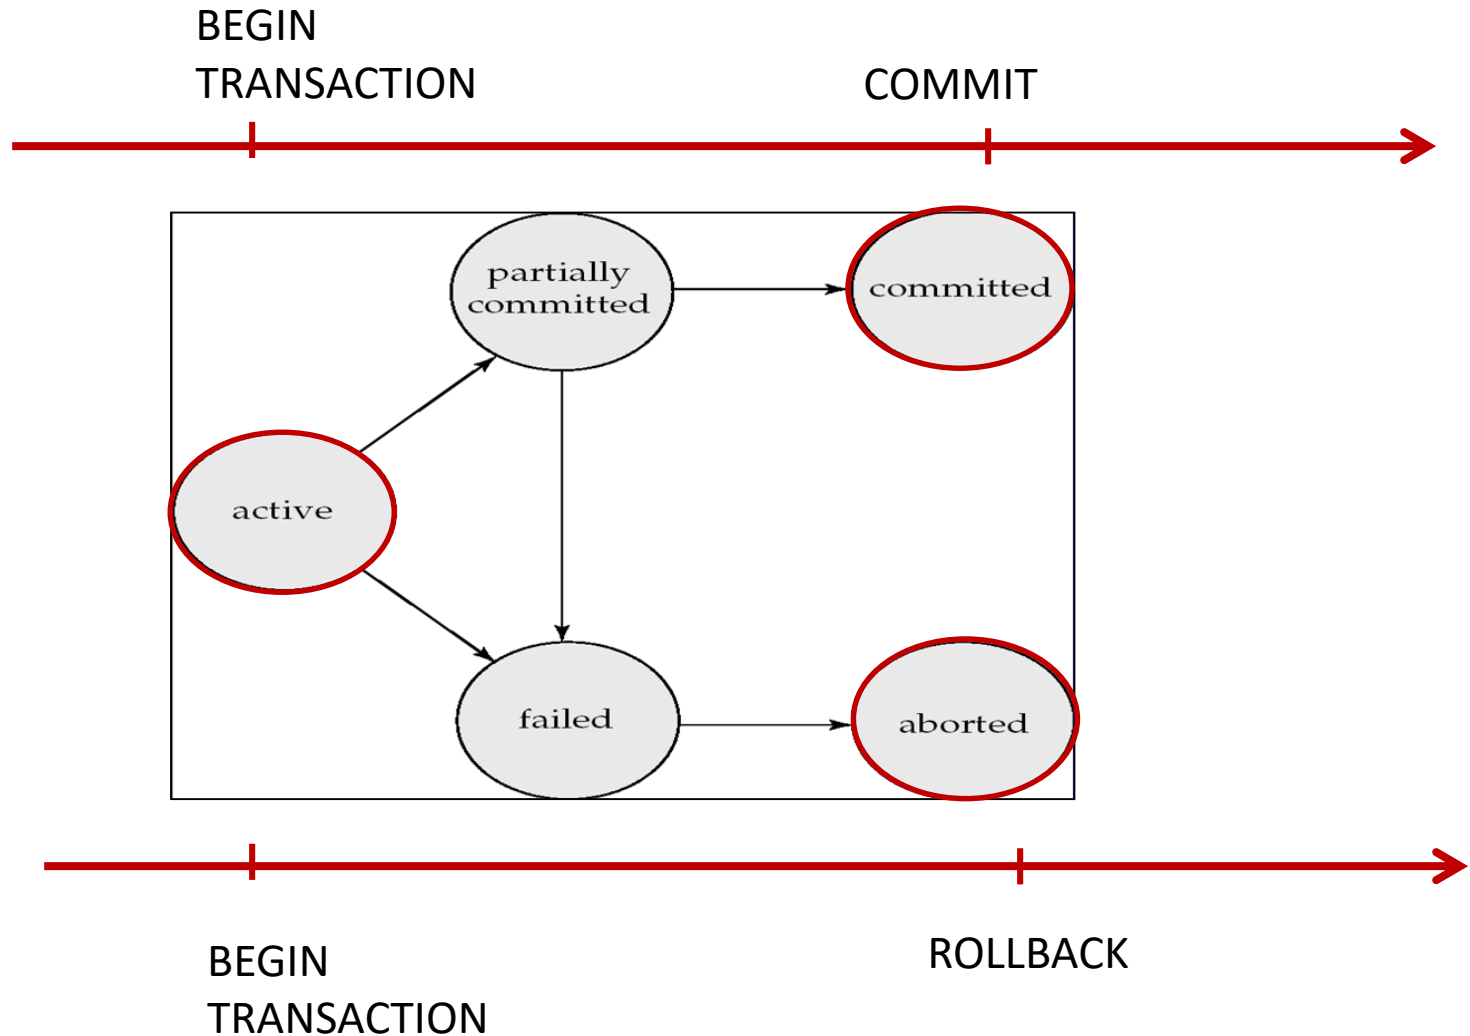 BEGIN
TRANSACTION
COMMIT
partially
committed
committed
active
failed
aborted
BEGIN
TRANSACTION
ROLLBACK